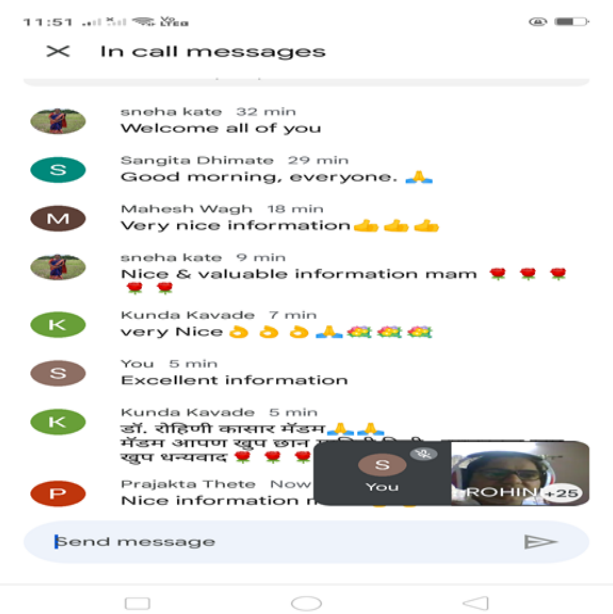 11:51
Vo
LTE
In call messages
sneha kate 32 min
Welcome all of you
S
Sangita Dhimate 29 min
Good morning, everyone. 🙏
M
Mahesh Wagh 18 min
Very nice information👍👍👍
sneha kate 9 min
Nice & valuable information mam 🌹 🌹 🌹
🌹 🌹
K
Kunda Kavade 7 min
very Nice👌👌👌🙏💐💐💐
S
You 5 min
Excellent information
K
Kunda Kavade 5 min
डॉ. रोहिणी कासार मॅडम🙏🙏
मॅडम आपण खुप छान
खुप धन्यवाद 🌹 🌹 🌹
P
Prajakta Thete Now
Nice information
S
You
ROHINI
+25
Send message